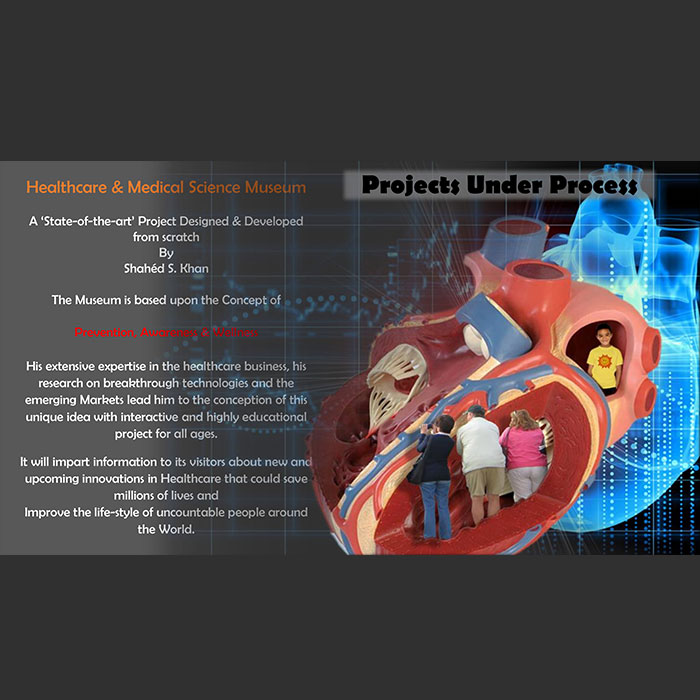 Healthcare & Medical Science Museum
Projects Under Process
A ‘State-of-the-art’ Project Designed & Developed
from scratch
By
Shahéd S. Khan
The Museum is based upon the Concept of
Prevention, Awareness & Wellness
His extensive expertise in the healthcare business, his
research on breakthrough technologies and the
emerging Markets lead him to the conception of this
unique idea with interactive and highly educational
project for all ages.
It will impart information to its visitors about new and
upcoming innovations in Healthcare that could save
millions of lives and
Improve the life-style of uncountable people around
the World.